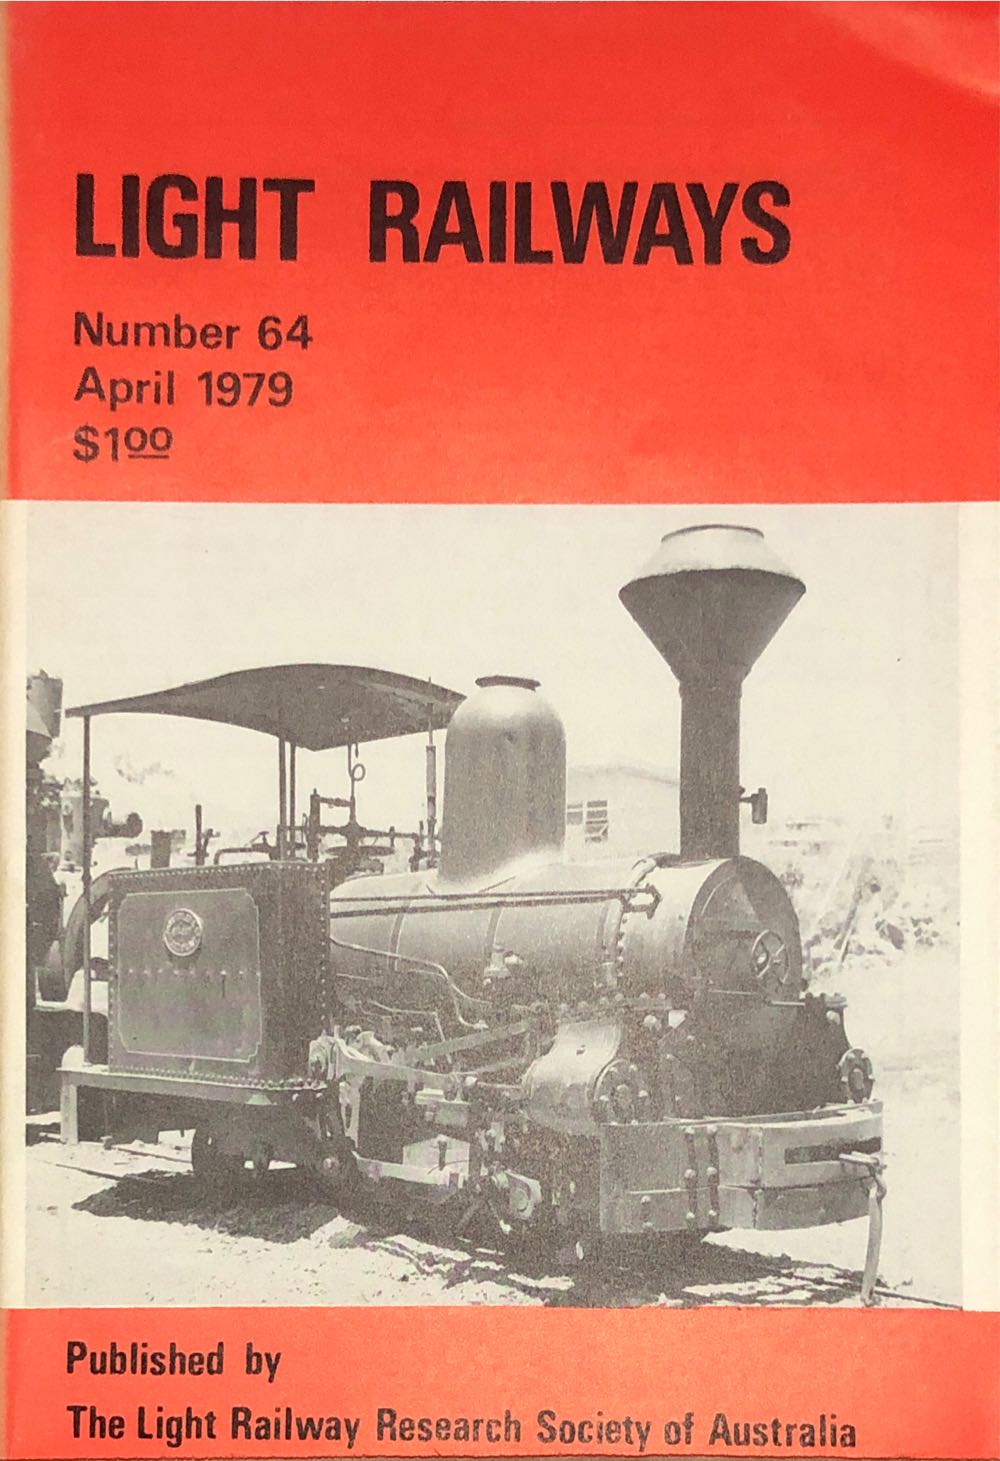 LIGHT RAILWAYS
Number 64
April 1979
$1.00
Published by
The Light Railway Research Society of Australia